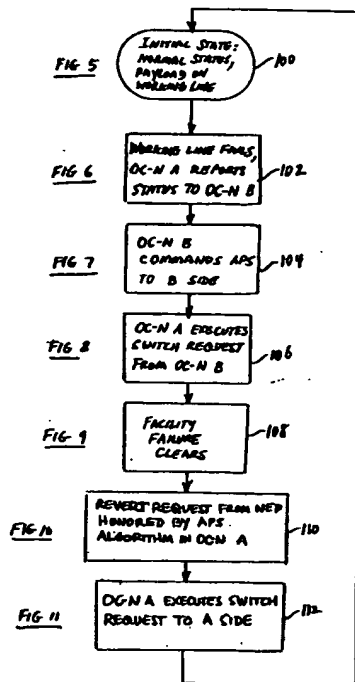 FIG 5
INITIAL STATE:
NORMAL STATUS,
PAYLOAD ON
WORKING LINE
100
FIG 6
WORKING LINE FAILS,
OC-N A REPORTS
STATUS TO OC-N B
102
FIG 7
OC-N B
COMMANDS APS
TO B SIDE
104
FIG 8
OC-N A EXECUTES
SWITCH REQUEST
FROM OC-N B
106
FIG 9
FACILITY
FAILURE
CLEARS
108
FIG 10
REVERT REQUEST FROM NED
HONORED BY APS
ALGORITHM IN OCN A
110
FIG 11
OCN A EXECUTES SWITCH
REQUEST TO A SIDE
112